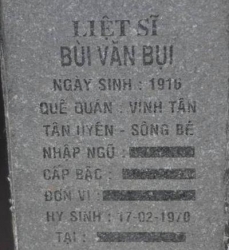 LIỆT SĨ
BÙI VĂN BỤI
NGÀY SINH : 1916
QUÊ QUÁN : VĨNH TÂN
TÂN UYÊN - SÔNG BÉ
NHẬP NGŨ :
CẤP BẬC :
ĐƠN VỊ :
HY SINH : 17-02-1970
TẠI :